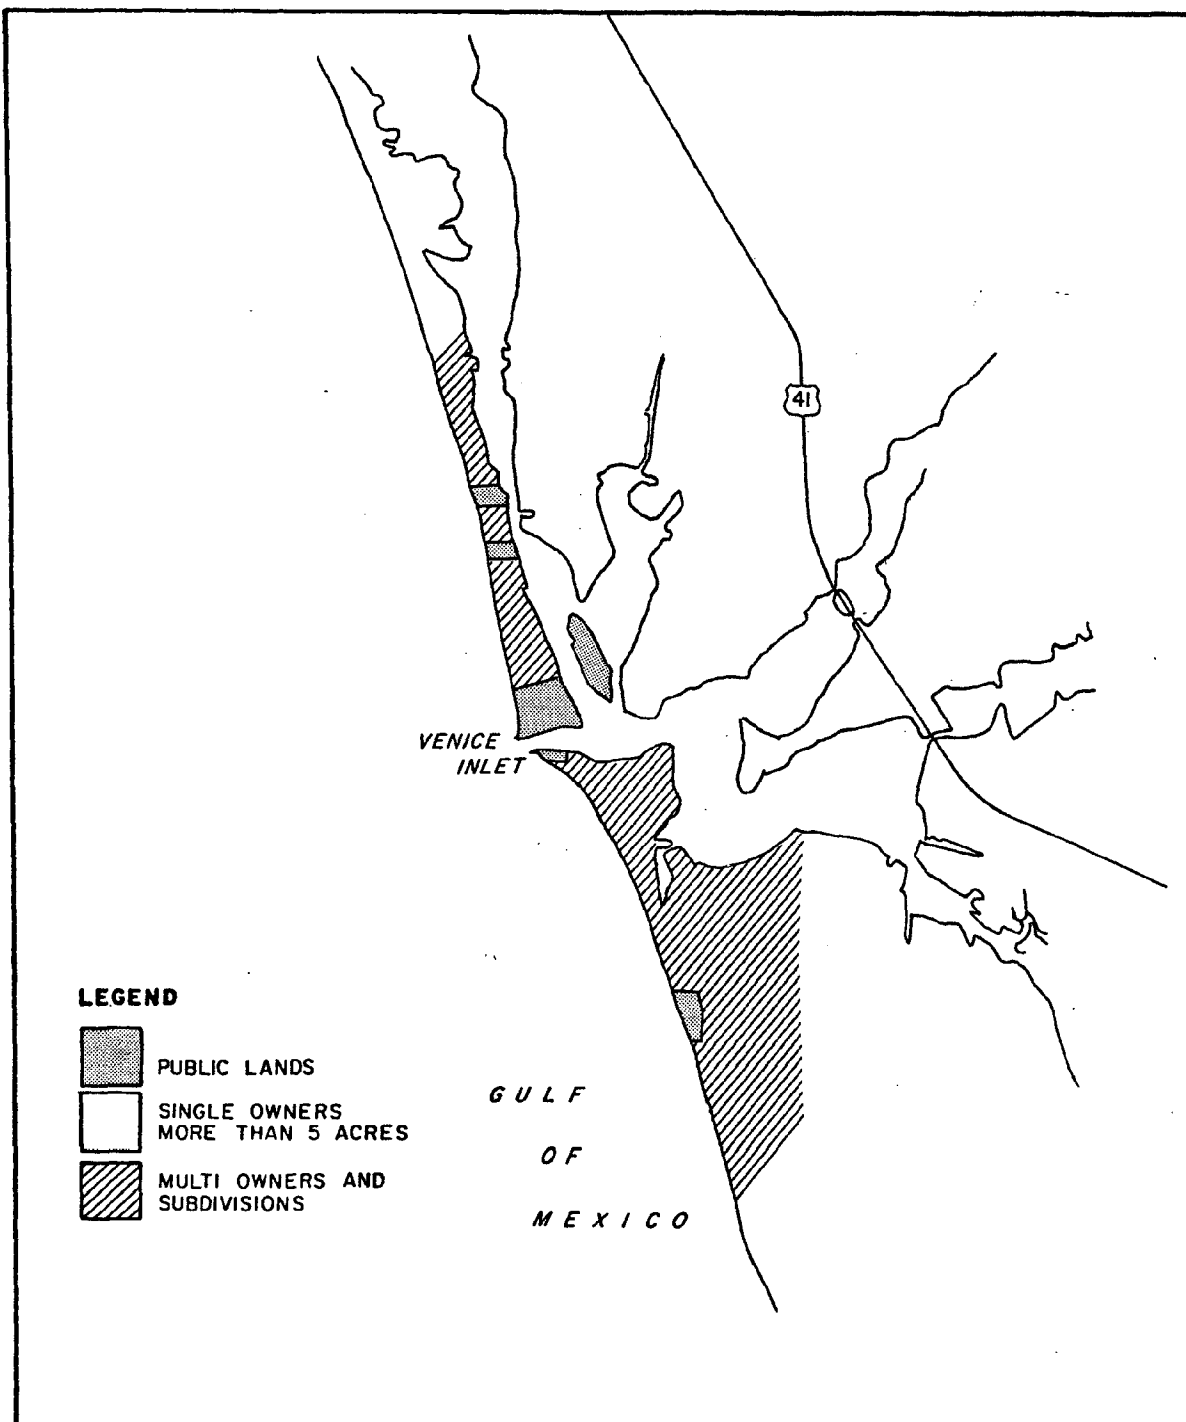 41
VENICE
INLET
LEGEND
PUBLIC LANDS
SINGLE OWNERS
MORE THAN 5 ACRES
MULTI OWNERS AND
SUBDIVISIONS
GULF
OF
MEXICO